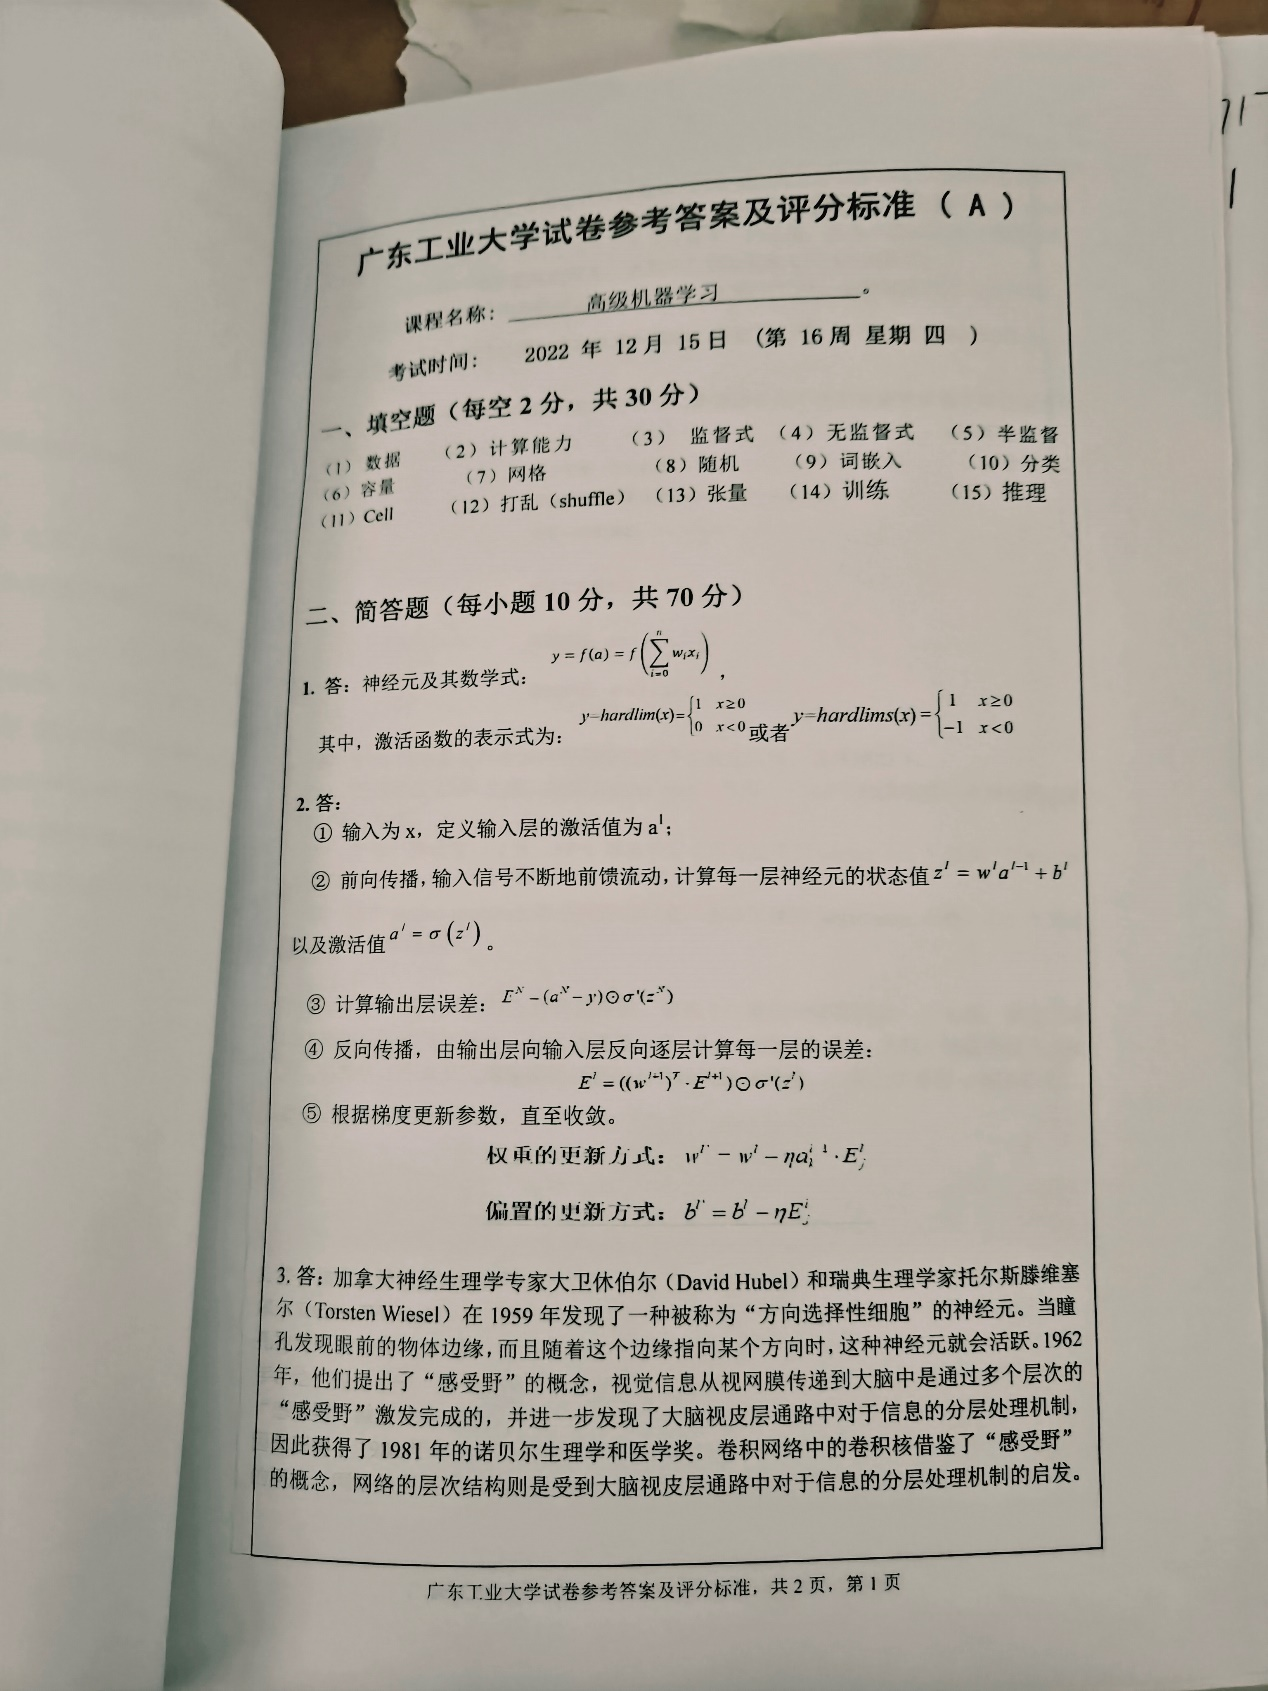 广东工业大学试卷参考答案及评分标准（ A ）
课程名称： 高级机器学习 。
考试时间： 2022 年 12 月 15 日 （第 16 周 星期 四 ）
一、填空题（每空 2 分，共 30 分）
（1）数据 （2）计算能力 （3） 监督式 （4）无监督式 （5）半监督
（6）容量 （7）网格 （8）随机 （9）词嵌入 （10）分类
（11）Cell （12）打乱（shuffle） （13）张量 （14）训练 （15）推理
二、简答题（每小题 10 分，共 70 分）
1. 答：神经元及其数学式： y = f(a) = f(∑_{i=0}^{n} w_i x_i) ，
其中，激活函数的表示式为： y=hardlim(x)={1 x≥0; 0 x<0 或者 y=hardlims(x)={1 x≥0; −1 x<0
2. 答：
① 输入为 x，定义输入层的激活值为 a^1；
② 前向传播，输入信号不断地前馈流动，计算每一层神经元的状态值 z^l = w^l a^{l−1} + b^l
以及激活值 a^l = σ(z^l) 。
③ 计算输出层误差： E^N − (a^N − y)⊙σ'(z^N)
④ 反向传播，由输出层向输入层反向逐层计算每一层的误差：
E^l = ((w^{l+1})^T · E^{l+1})⊙σ'(z^l)
⑤ 根据梯度更新参数，直至收敛。
权重的更新方式： w^{l'} = w^l − ηa_i^{l−1} · E_j^l
偏置的更新方式： b^{l'} = b^l − ηE_j^l
3. 答：加拿大神经生理学专家大卫休伯尔（David Hubel）和瑞典生理学家托尔斯滕维塞
尔（Torsten Wiesel）在 1959 年发现了一种被称为“方向选择性细胞”的神经元。当瞳
孔发现眼前的物体边缘，而且随着这个边缘指向某个方向时，这种神经元就会活跃。1962
年，他们提出了“感受野”的概念，视觉信息从视网膜传递到大脑中是通过多个层次的
“感受野”激发完成的，并进一步发现了大脑视皮层通路中对于信息的分层处理机制，
因此获得了 1981 年的诺贝尔生理学和医学奖。卷积网络中的卷积核借鉴了“感受野”
的概念，网络的层次结构则是受到大脑视皮层通路中对于信息的分层处理机制的启发。
广东工业大学试卷参考答案及评分标准，共 2 页，第 1 页